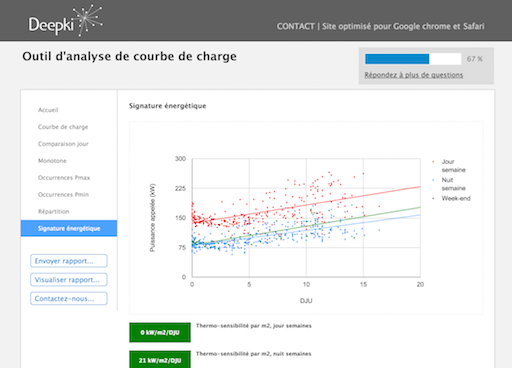 Deepki
CONTACT | Site optimisé pour Google chrome et Safari
Outil d'analyse de courbe de charge
67 %
Répondez à plus de questions
Accueil
Courbe de charge
Comparaison jour
Monotone
Occurrences Pmax
Occurrences Pmin
Répartition
Signature énergétique
Envoyer rapport...
Visualiser rapport...
Contactez-nous...
Signature énergétique
Puissance appelée (kW)
300
225
150
75
0
0
5
10
15
20
DJU
Jour
semaine
Nuit
semaine
Week-end
0 kW/m2/DJU
Thermo-sensibilité par m2, jour semaines
21 kW/m2/DJU
Thermo-sensibilité par m2, nuit semaines